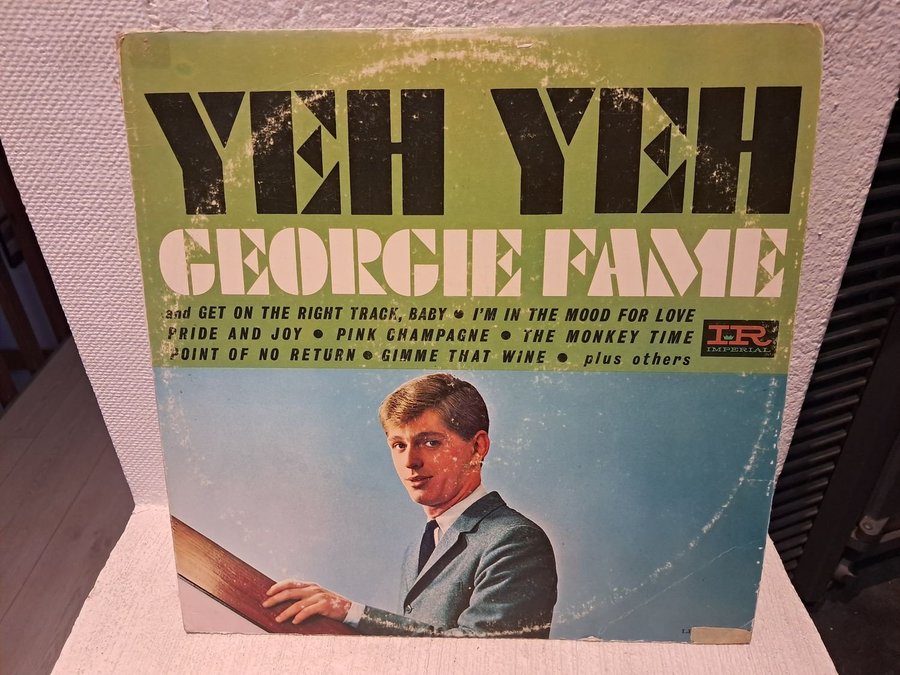 YEH YEH
GEORGIE FAME
and GET ON THE RIGHT TRACK, BABY • I'M IN THE MOOD FOR LOVE
PRIDE AND JOY • PINK CHAMPAGNE • THE MONKEY TIME
POINT OF NO RETURN • GIMME THAT WINE • plus others
IR
IMPERIAL